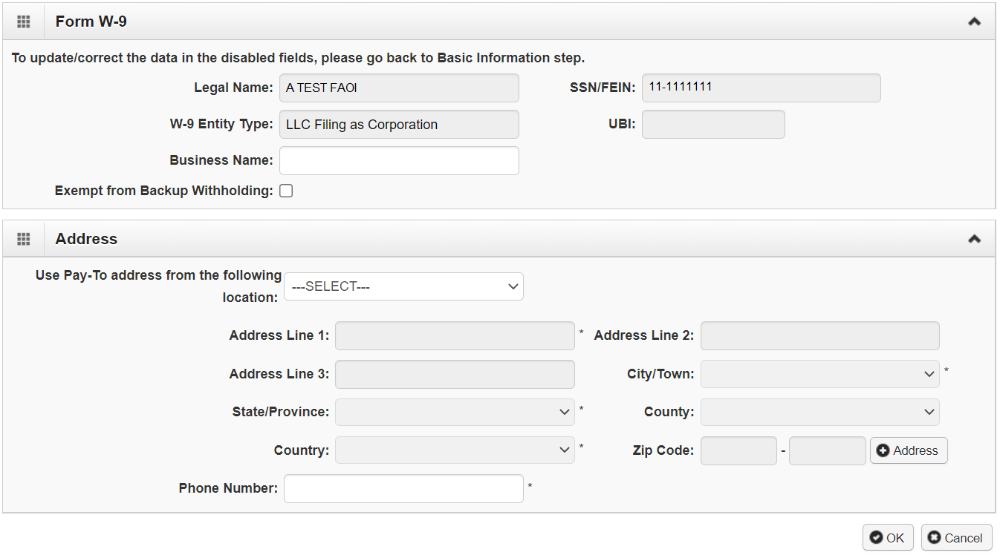 Form W-9
To update/correct the data in the disabled fields, please go back to Basic Information step.
Legal Name: A TEST FAOI SSN/FEIN: 11-1111111
W-9 Entity Type: LLC Filing as Corporation UBI:
Business Name:
Exempt from Backup Withholding:
Address
Use Pay-To address from the following
location: ---SELECT---
Address Line 1: * Address Line 2:
Address Line 3: City/Town: *
State/Province: * County:
Country: * Zip Code: - Address
Phone Number: *
OK Cancel